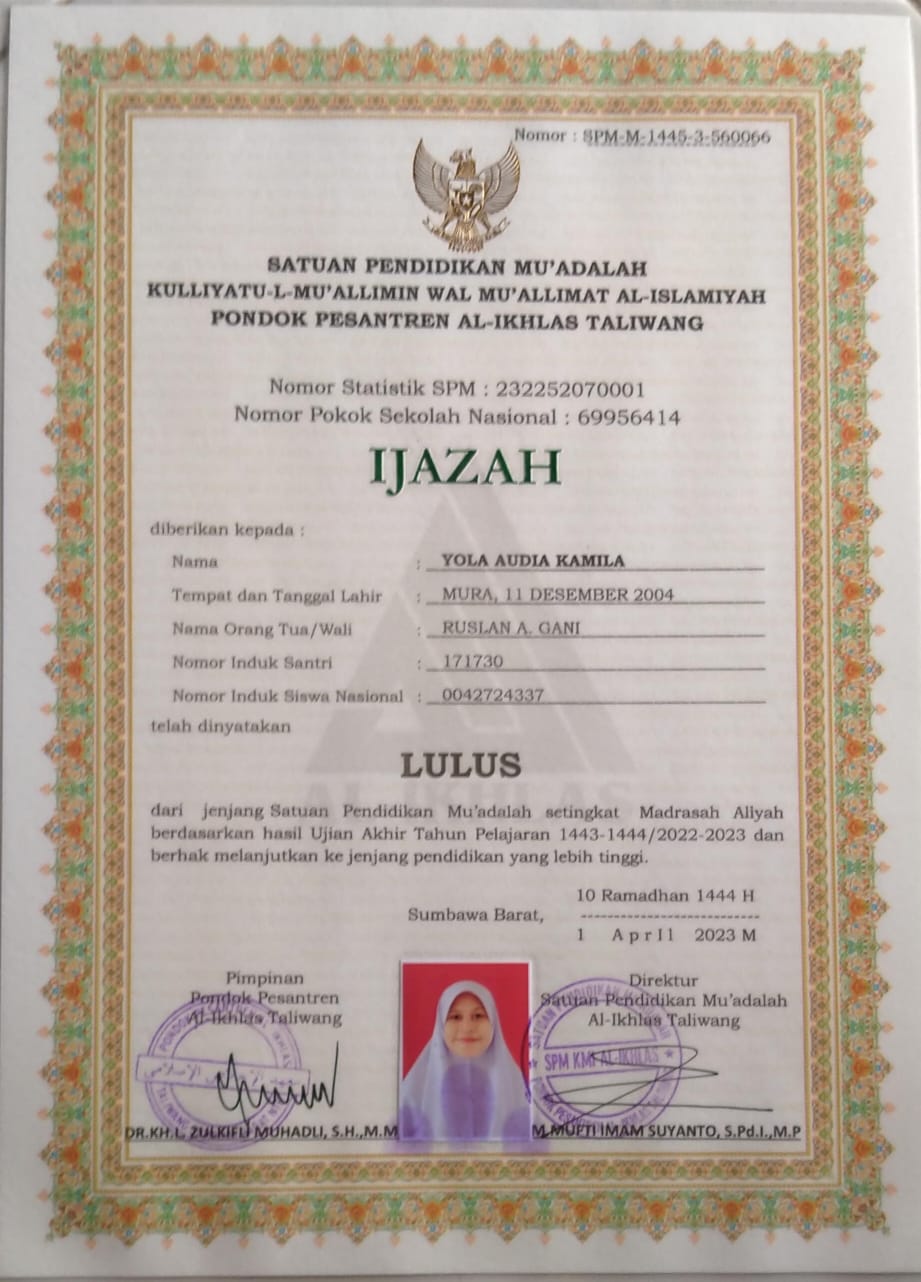 Nomor : SPM-M-1445-3-560066
SATUAN PENDIDIKAN MU'ADALAH
KULLIYATU-L-MU'ALLIMIN WAL MU'ALLIMAT AL-ISLAMIYAH
PONDOK PESANTREN AL-IKHLAS TALIWANG
Nomor Statistik SPM : 232252070001
Nomor Pokok Sekolah Nasional : 69956414
IJAZAH
diberikan kepada :
Nama : YOLA AUDIA KAMILA
Tempat dan Tanggal Lahir : MURA, 11 DESEMBER 2004
Nama Orang Tua/Wali : RUSLAN A. GANI
Nomor Induk Santri : 171730
Nomor Induk Siswa Nasional : 0042724337
telah dinyatakan
LULUS
AL-IKHLAS
dari jenjang Satuan Pendidikan Mu'adalah setingkat Madrasah Aliyah
berdasarkan hasil Ujian Akhir Tahun Pelajaran 1443-1444/2022-2023 dan
berhak melanjutkan ke jenjang pendidikan yang lebih tinggi.
10 Ramadhan 1444 H
Sumbawa Barat,
1 AprIl 2023 M
Pimpinan
Pondok Pesantren
Al-Ikhlas Taliwang
DR.KH.L. ZULKIFLI MUHADLI, S.H.,M.M
Direktur
Satuan Pendidikan Mu'adalah
Al-Ikhlas Taliwang
SPM KMI AL-IKHLAS
M.MUFTI IMAM SUYANTO, S.Pd.I.,M.P